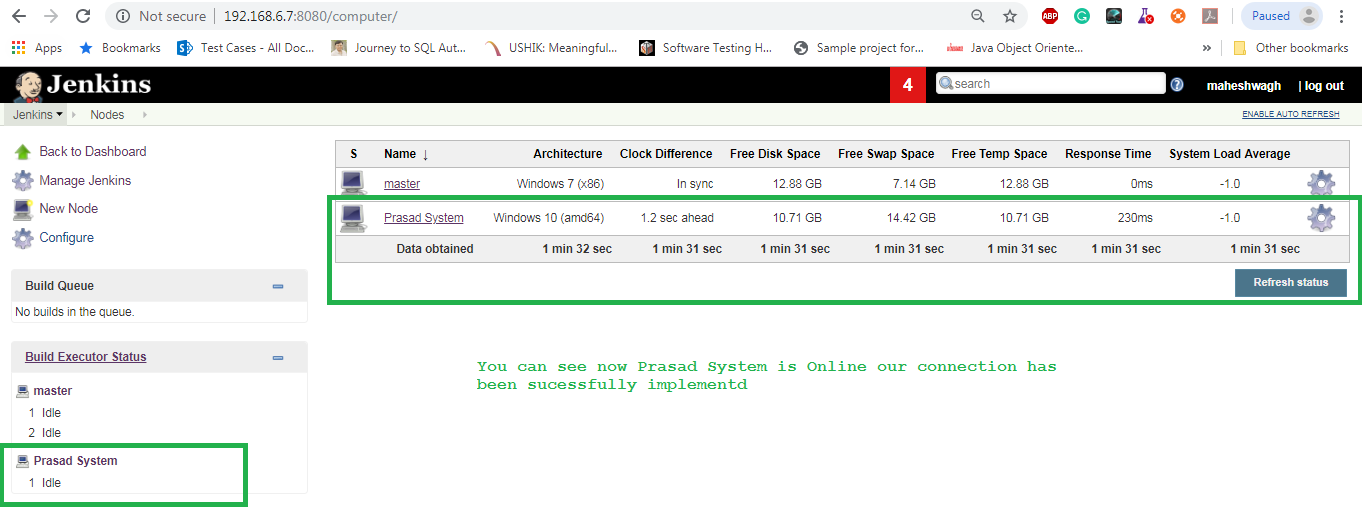 Not secure | 192.168.6.7:8080/computer/
ABP
Paused
Apps Bookmarks Test Cases - All Doc... Journey to SQL Aut... USHIK: Meaningful... Software Testing H... Sample project for... Java Object Oriente... » Other bookmarks
Jenkins 4 search ? maheshwagh | log out
Jenkins Nodes ENABLE AUTO REFRESH
Back to Dashboard
Manage Jenkins
New Node
Configure
S Name ↓ Architecture Clock Difference Free Disk Space Free Swap Space Free Temp Space Response Time System Load Average
master Windows 7 (x86) In sync 12.88 GB 7.14 GB 12.88 GB 0ms -1.0
Prasad System Windows 10 (amd64) 1.2 sec ahead 10.71 GB 14.42 GB 10.71 GB 230ms -1.0
Data obtained 1 min 32 sec 1 min 31 sec 1 min 31 sec 1 min 31 sec 1 min 31 sec 1 min 31 sec 1 min 31 sec
Refresh status
Build Queue
No builds in the queue.
Build Executor Status
master
1 Idle
2 Idle
Prasad System
1 Idle
You can see now Prasad System is Online our connection has
been sucessfully implementd